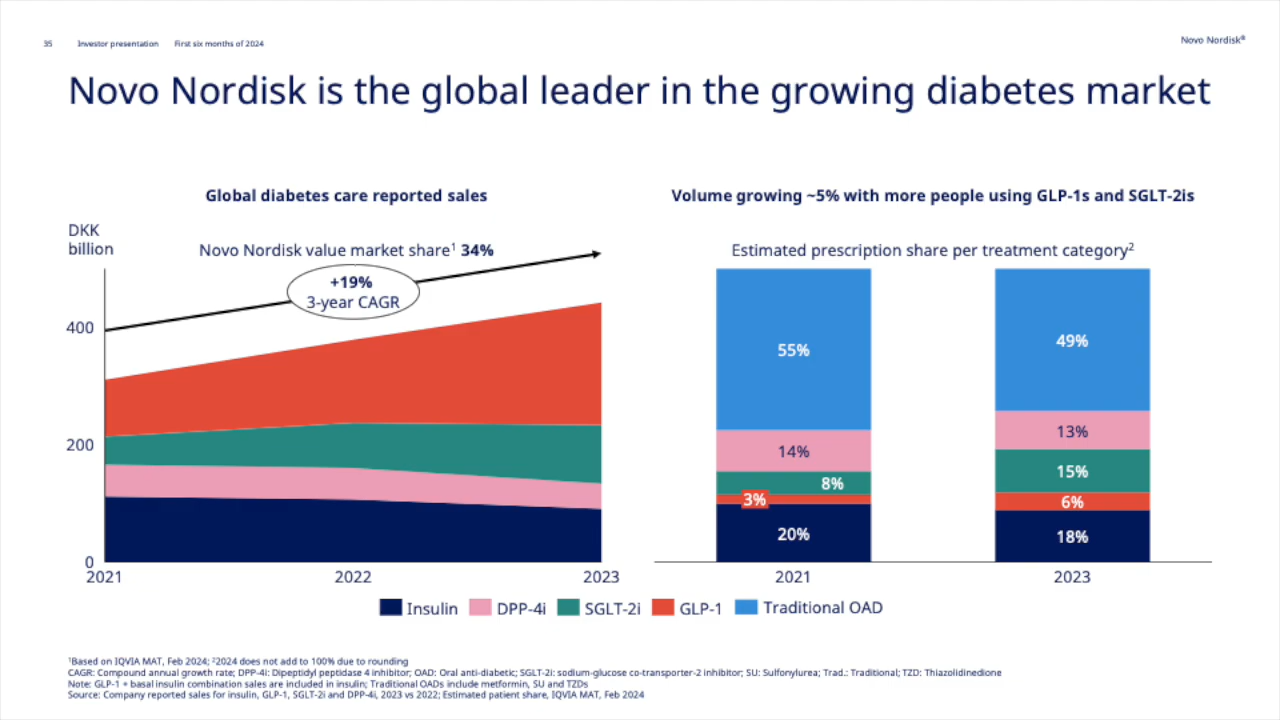 35 Investor presentation First six months of 2024
Novo Nordisk®
Novo Nordisk is the global leader in the growing diabetes market
Global diabetes care reported sales
DKK
billion
Novo Nordisk value market share¹ 34%
+19%
3-year CAGR
400
200
0
2021 2022 2023
Volume growing ~5% with more people using GLP-1s and SGLT-2is
Estimated prescription share per treatment category²
55%
14%
8%
3%
20%
49%
13%
15%
6%
18%
2021 2023
Insulin DPP-4i SGLT-2i GLP-1 Traditional OAD
¹Based on IQVIA MAT, Feb 2024; ²2024 does not add to 100% due to rounding
CAGR: Compound annual growth rate; DPP-4i: Dipeptidyl peptidase 4 inhibitor; OAD: Oral anti-diabetic; SGLT-2i: sodium-glucose co-transporter-2 inhibitor; SU: Sulfonylurea; Trad.: Traditional; TZD: Thiazolidinedione
Note: GLP-1 + basal insulin combination sales are included in insulin; Traditional OADs include metformin, SU and TZDs
Source: Company reported sales for insulin, GLP-1, SGLT-2i and DPP-4i, 2023 vs 2022; Estimated patient share, IQVIA MAT, Feb 2024